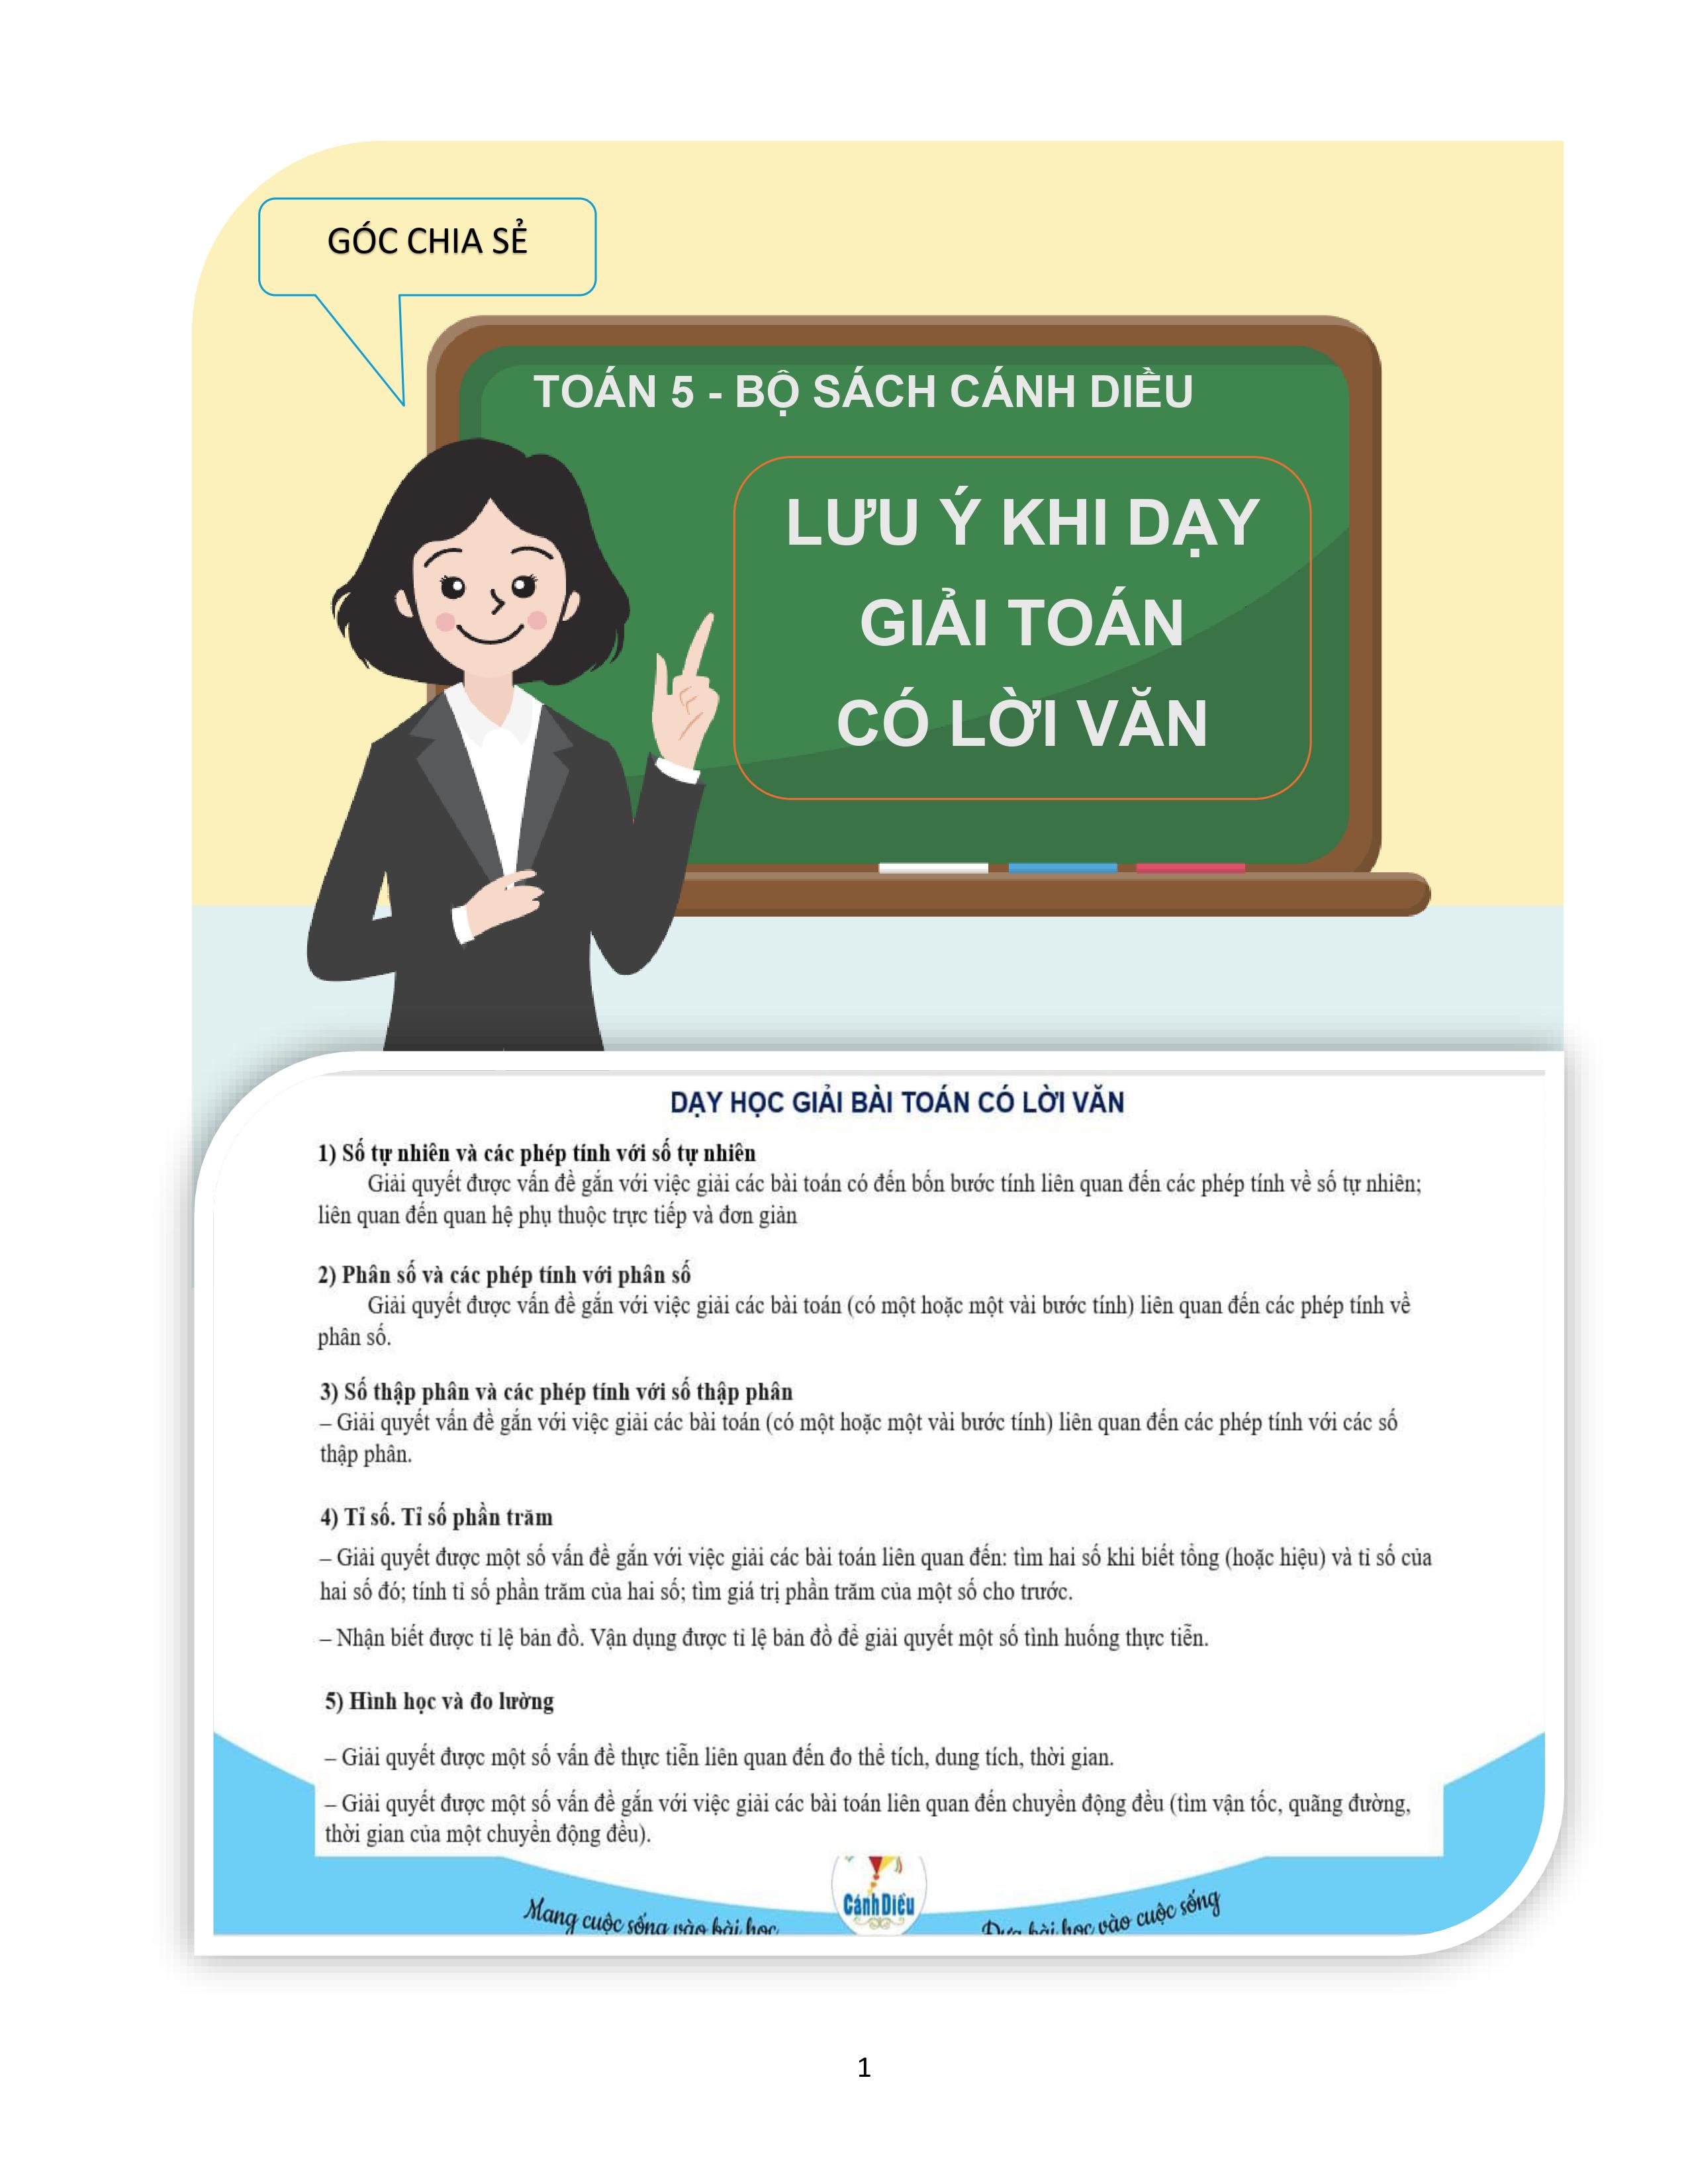 GÓC CHIA SẺ
TOÁN 5 - BỘ SÁCH CÁNH DIỀU
LƯU Ý KHI DẠY
GIẢI TOÁN
CÓ LỜI VĂN
DẠY HỌC GIẢI BÀI TOÁN CÓ LỜI VĂN
1) Số tự nhiên và các phép tính với số tự nhiên
Giải quyết được vấn đề gắn với việc giải các bài toán có đến bốn bước tính liên quan đến các phép tính về số tự nhiên;
liên quan đến quan hệ phụ thuộc trực tiếp và đơn giản
2) Phân số và các phép tính với phân số
Giải quyết được vấn đề gắn với việc giải các bài toán (có một hoặc một vài bước tính) liên quan đến các phép tính về
phân số.
3) Số thập phân và các phép tính với số thập phân
– Giải quyết vấn đề gắn với việc giải các bài toán (có một hoặc một vài bước tính) liên quan đến các phép tính với các số
thập phân.
4) Tỉ số. Tỉ số phần trăm
– Giải quyết được một số vấn đề gắn với việc giải các bài toán liên quan đến: tìm hai số khi biết tổng (hoặc hiệu) và tỉ số của
hai số đó; tính tỉ số phần trăm của hai số; tìm giá trị phần trăm của một số cho trước.
– Nhận biết được tỉ lệ bản đồ. Vận dụng được tỉ lệ bản đồ để giải quyết một số tình huống thực tiễn.
5) Hình học và đo lường
– Giải quyết được một số vấn đề thực tiễn liên quan đến đo thể tích, dung tích, thời gian.
– Giải quyết được một số vấn đề gắn với việc giải các bài toán liên quan đến chuyển động đều (tìm vận tốc, quãng đường,
thời gian của một chuyển động đều).
Mang cuộc sống vào bài học
Cánh Diều
Đưa bài học vào cuộc sống
1